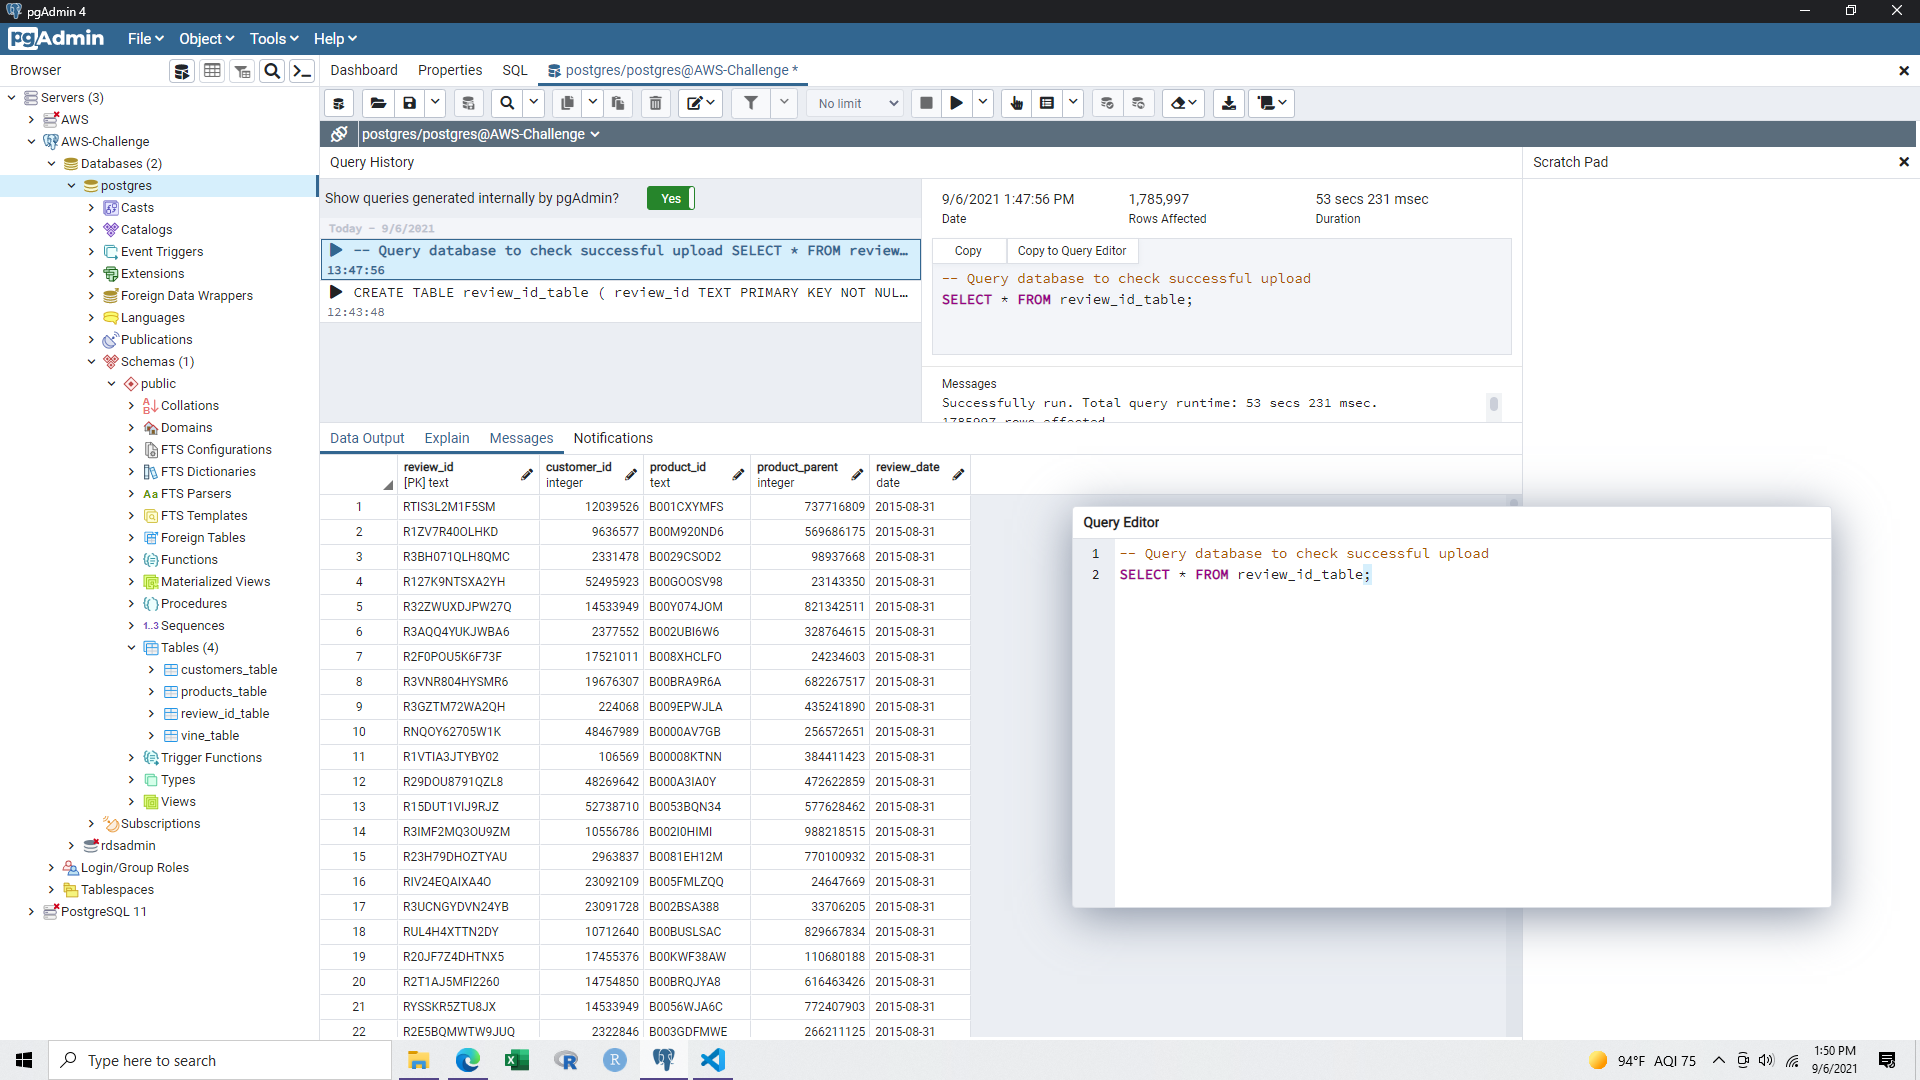 pgAdmin 4
pgAdmin File Object Tools Help
Browser
Dashboard Properties SQL postgres/postgres@AWS-Challenge *
No limit
postgres/postgres@AWS-Challenge
Servers (3)
AWS
AWS-Challenge
Databases (2)
postgres
Casts
Catalogs
Event Triggers
Extensions
Foreign Data Wrappers
Languages
Publications
Schemas (1)
public
Collations
Domains
FTS Configurations
FTS Dictionaries
Aa FTS Parsers
FTS Templates
Foreign Tables
Functions
Materialized Views
Procedures
1..3 Sequences
Tables (4)
customers_table
products_table
review_id_table
vine_table
Trigger Functions
Types
Views
Subscriptions
rdsadmin
Login/Group Roles
Tablespaces
PostgreSQL 11
Query History
Show queries generated internally by pgAdmin? Yes
Today - 9/6/2021
-- Query database to check successful upload SELECT * FROM review...
13:47:56
CREATE TABLE review_id_table ( review_id TEXT PRIMARY KEY NOT NUL...
12:43:48
9/6/2021 1:47:56 PM 1,785,997 53 secs 231 msec
Date Rows Affected Duration
Copy Copy to Query Editor
-- Query database to check successful upload
SELECT * FROM review_id_table;
Messages
Successfully run. Total query runtime: 53 secs 231 msec.
1785997 rows affected.
Scratch Pad
Data Output Explain Messages Notifications
review_id customer_id product_id product_parent review_date
[PK] text integer text integer date
1 RTIS3L2M1F5SM 12039526 B001CXYMFS 737716809 2015-08-31
2 R1ZV7R40OLHKD 9636577 B00M920ND6 569686175 2015-08-31
3 R3BH071QLH8QMC 2331478 B0029CSOD2 98937668 2015-08-31
4 R127K9NTSXA2YH 52495923 B00GOOSV98 23143350 2015-08-31
5 R32ZWUXDJPW27Q 14533949 B00Y074JOM 821342511 2015-08-31
6 R3AQQ4YUKJWBA6 2377552 B002UBI6W6 328764615 2015-08-31
7 R2F0POU5K6F73F 17521011 B008XHCLFO 24234603 2015-08-31
8 R3VNR804HYSMR6 19676307 B00BRA9R6A 682267517 2015-08-31
9 R3GZTM72WA2QH 224068 B009EPWJLA 435241890 2015-08-31
10 RNQOY62705W1K 48467989 B0000AV7GB 256572651 2015-08-31
11 R1VTIA3JTYBY02 106569 B00008KTNN 384411423 2015-08-31
12 R29DOU8791QZL8 48269642 B000A3IA0Y 472622859 2015-08-31
13 R15DUT1VIJ9RJZ 52738710 B0053BQN34 577628462 2015-08-31
14 R3IMF2MQ3OU9ZM 10556786 B002I0HIMI 988218515 2015-08-31
15 R23H79DHOZTYAU 2963837 B0081EH12M 770100932 2015-08-31
16 RIV24EQAIXA4O 23092109 B005FMLZQQ 24647669 2015-08-31
17 R3UCNGYDVN24YB 23091728 B002BSA388 33706205 2015-08-31
18 RUL4H4XTTN2DY 10712640 B00BUSLSAC 829667834 2015-08-31
19 R20JF7Z4DHTNX5 17455376 B00KWF38AW 110680188 2015-08-31
20 R2T1AJ5MFI2260 14754850 B00BRQJYA8 616463426 2015-08-31
21 RYSSKR5ZTU8JX 14533949 B0056WJA6C 772407903 2015-08-31
22 R2E5BQMWTW9JUQ 2322846 B003GDFMWE 266211125 2015-08-31
Query Editor
1 -- Query database to check successful upload
2 SELECT * FROM review_id_table;
Type here to search
94°F AQI 75
1:50 PM
9/6/2021